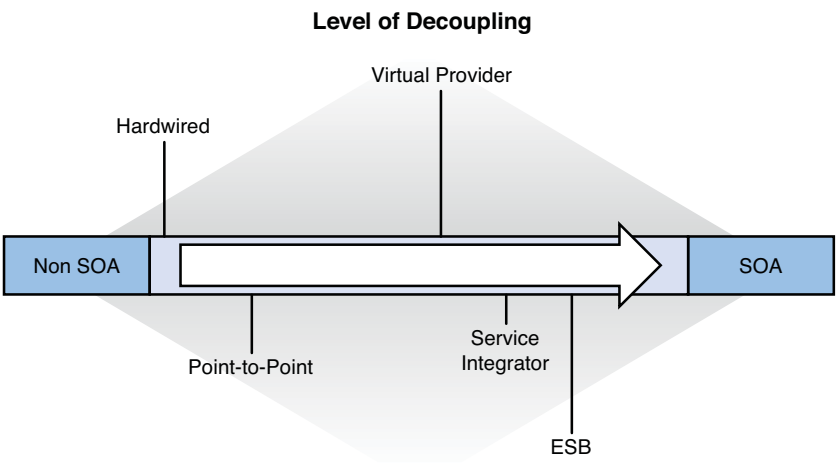 Level of Decoupling
Virtual Provider
Hardwired
Non SOA
SOA
Point-to-Point
Service
Integrator
ESB